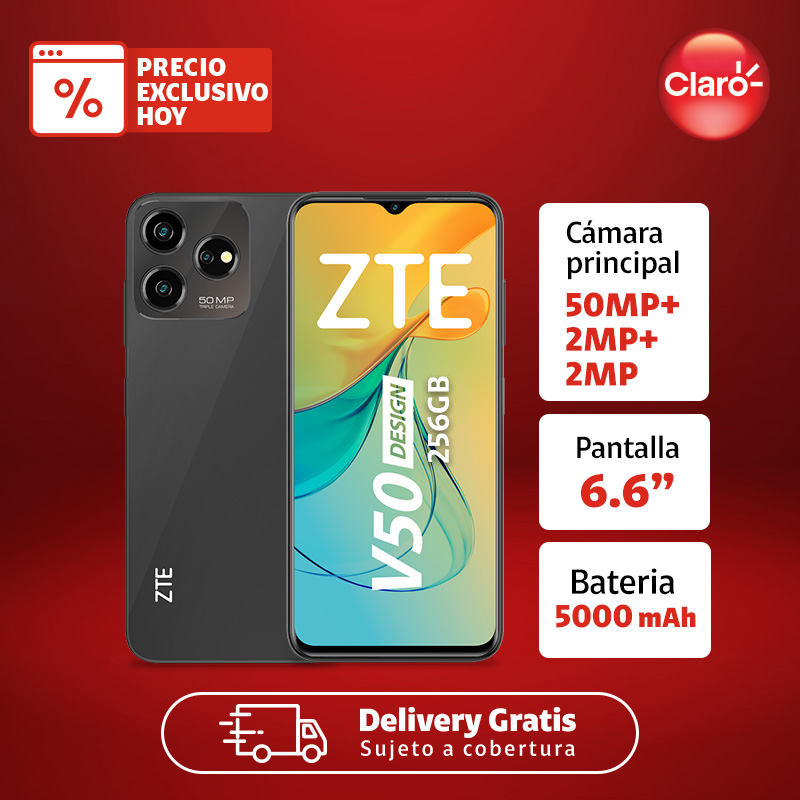 %
PRECIO
EXCLUSIVO
HOY
Claro
50 MP
TRIPLE CAMERA
ZTE
ZTE
V50 DESIGN
256GB
Cámara
principal
50MP+
2MP+
2MP
Pantalla
6.6”
Bateria
5000 mAh
Delivery Gratis
Sujeto a cobertura